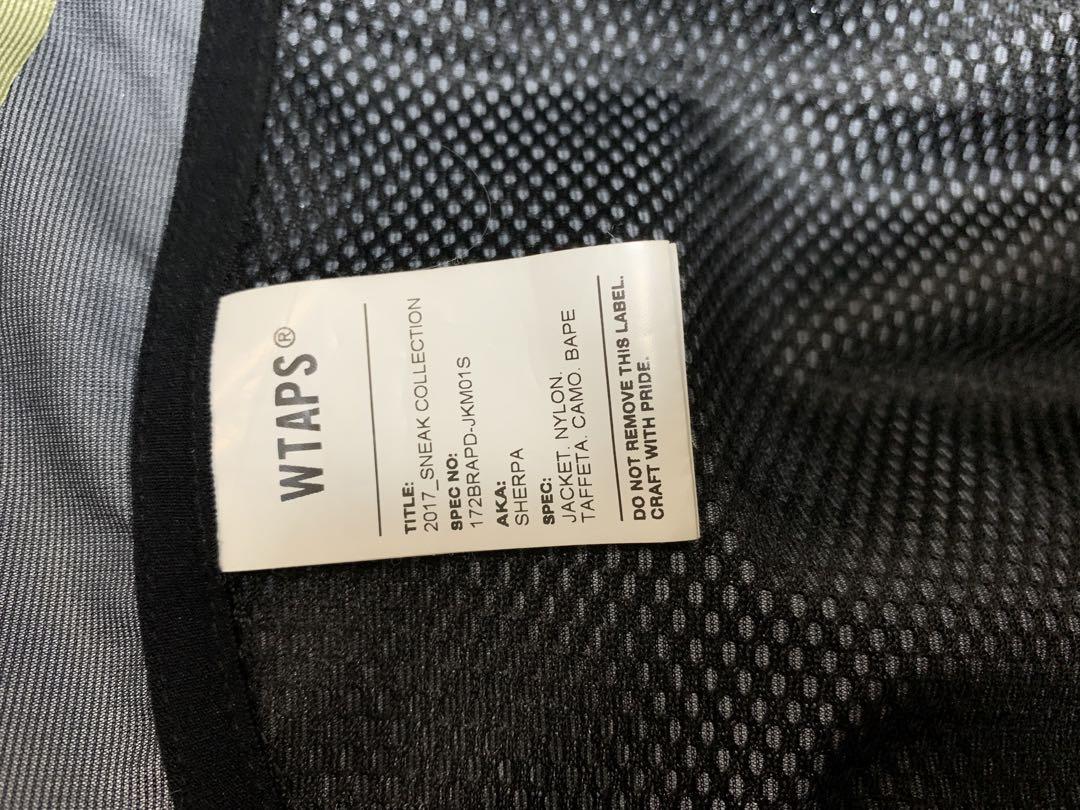 WTAPS®
TITLE:
2017_SNEAK COLLECTION
SPEC NO:
172BRAPD-JKM01S
AKA:
SHERPA
SPEC:
JACKET. NYLON.
TAFFETA. CAMO. BAPE
DO NOT REMOVE THIS LABEL.
CRAFT WITH PRIDE.